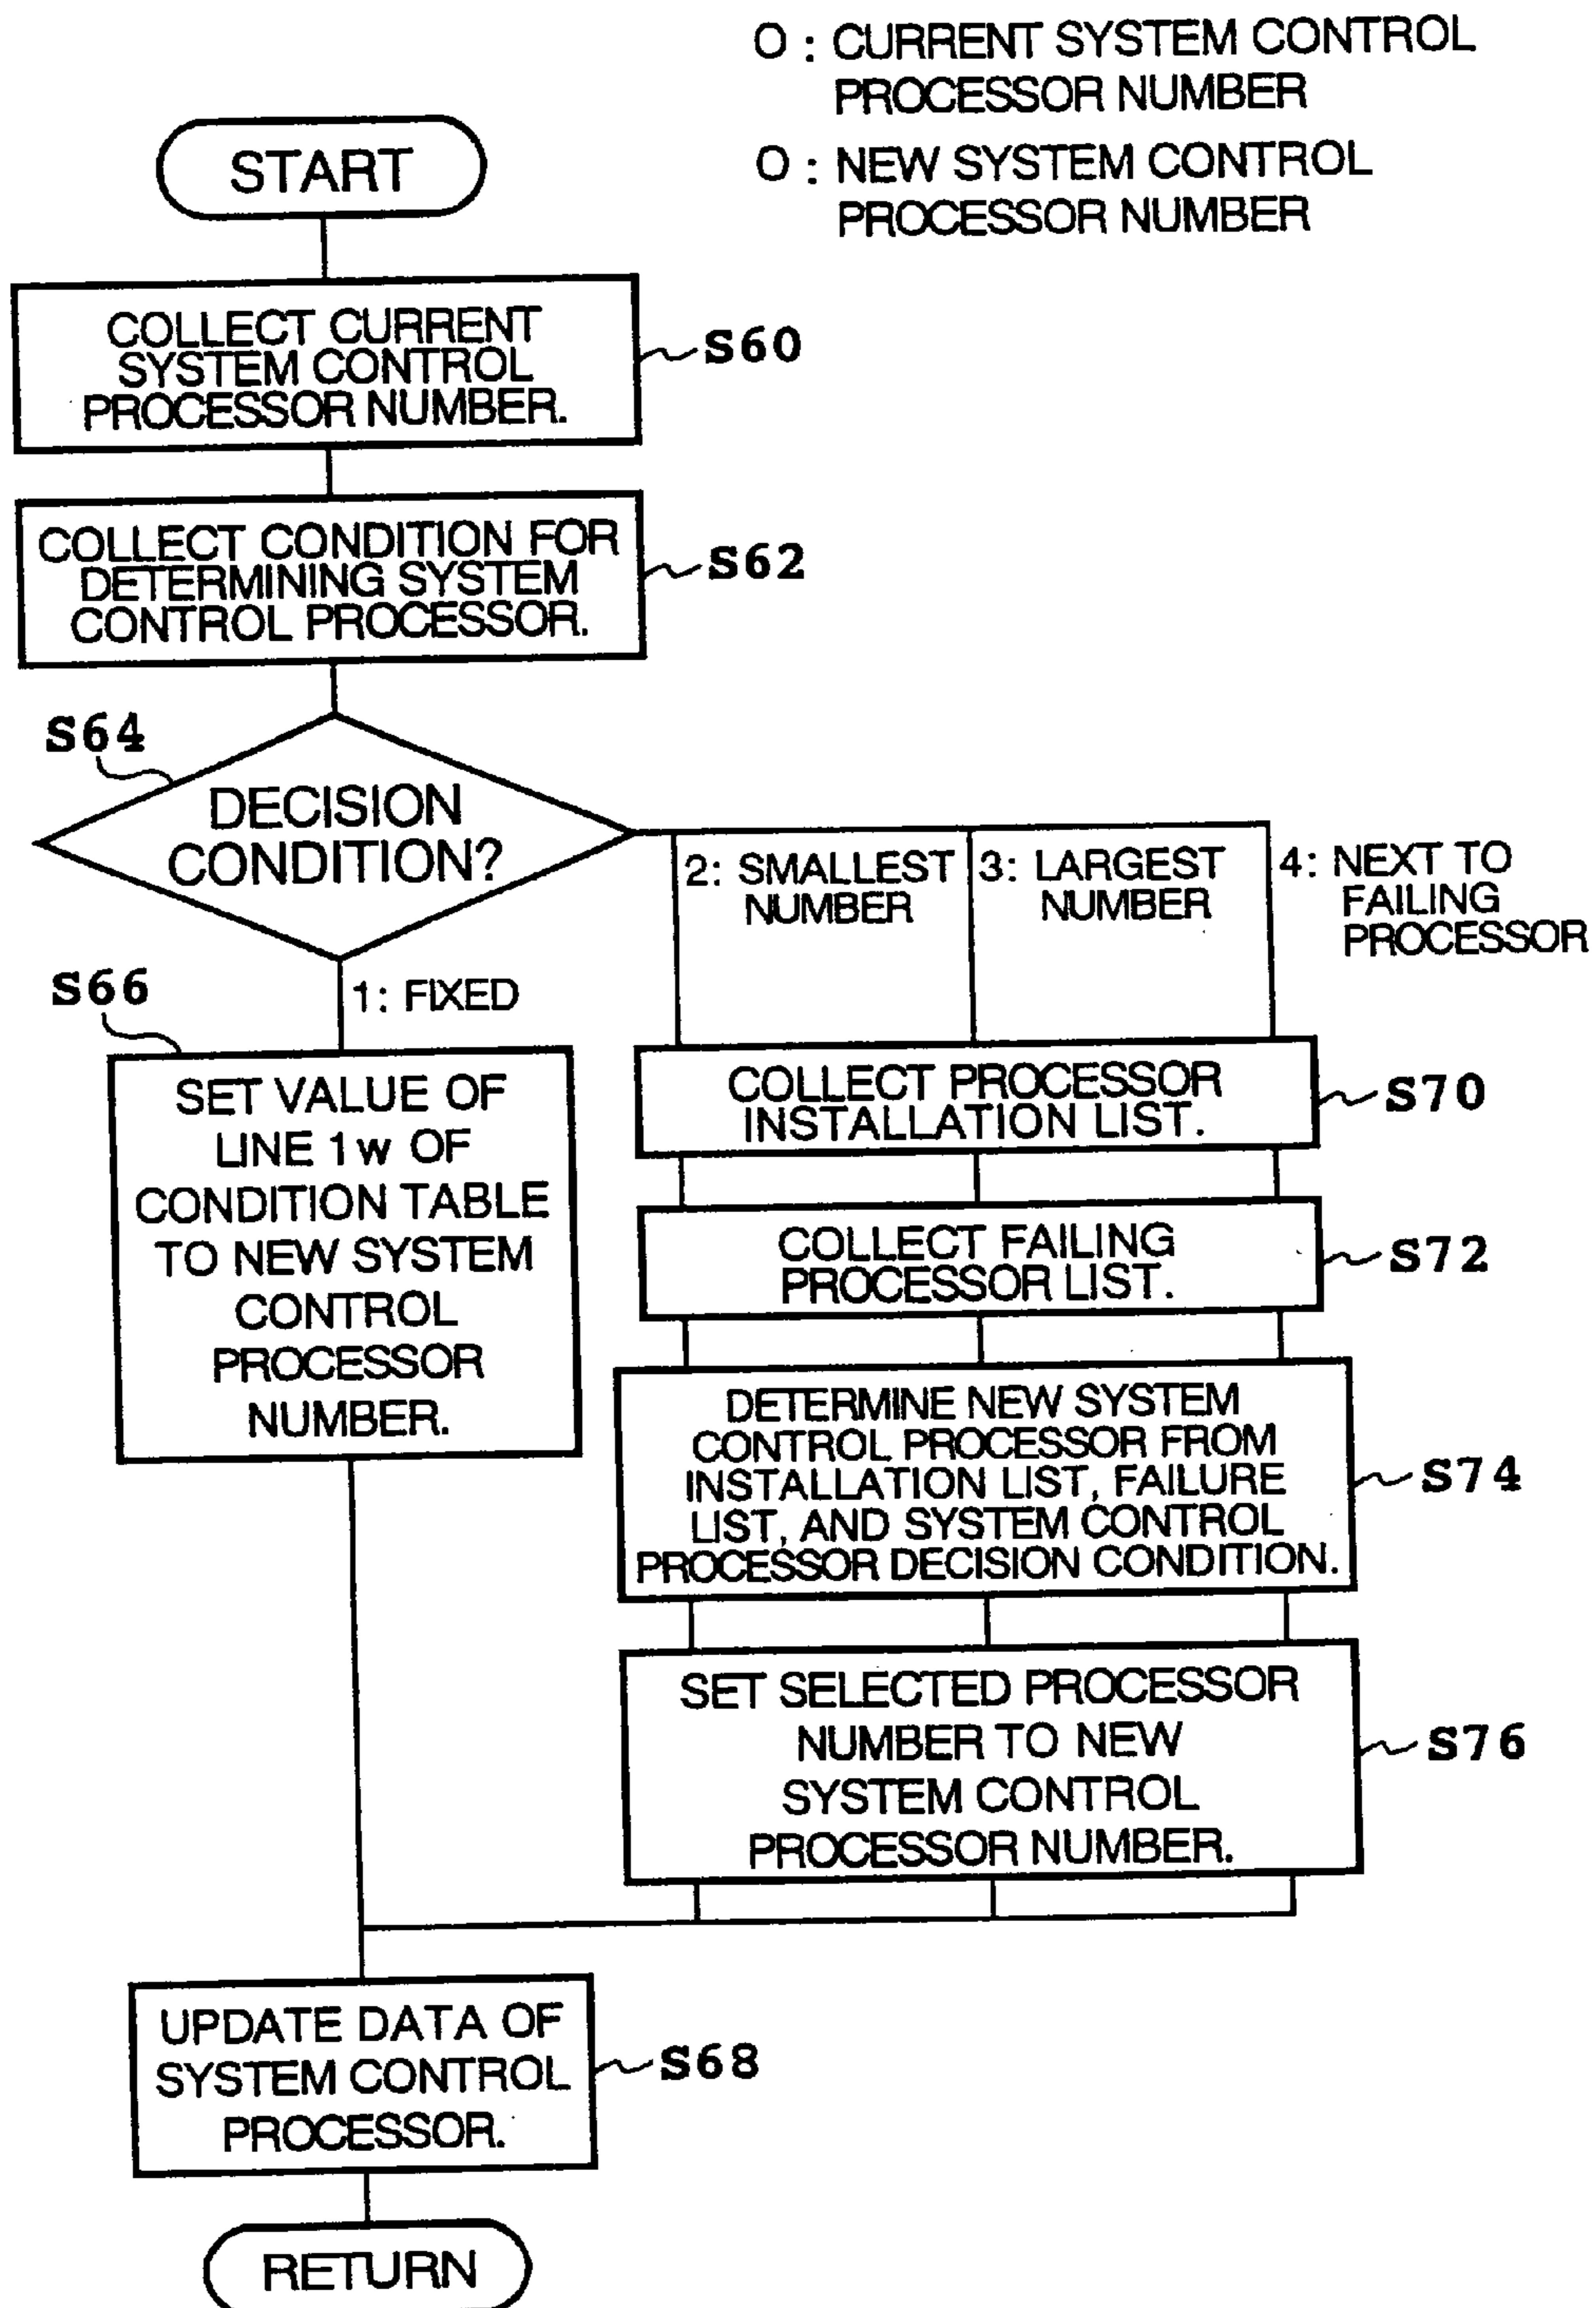 O : CURRENT SYSTEM CONTROL
PROCESSOR NUMBER
O : NEW SYSTEM CONTROL
PROCESSOR NUMBER
START
COLLECT CURRENT
SYSTEM CONTROL
PROCESSOR NUMBER.
S60
COLLECT CONDITION FOR
DETERMINING SYSTEM
CONTROL PROCESSOR.
S62
S64
DECISION
CONDITION?
2: SMALLEST
NUMBER
3: LARGEST
NUMBER
4: NEXT TO
FAILING
PROCESSOR
1: FIXED
S66
SET VALUE OF
LINE 1w OF
CONDITION TABLE
TO NEW SYSTEM
CONTROL
PROCESSOR
NUMBER.
COLLECT PROCESSOR
INSTALLATION LIST.
S70
COLLECT FAILING
PROCESSOR LIST.
S72
DETERMINE NEW SYSTEM
CONTROL PROCESSOR FROM
INSTALLATION LIST, FAILURE
LIST, AND SYSTEM CONTROL
PROCESSOR DECISION CONDITION.
S74
SET SELECTED PROCESSOR
NUMBER TO NEW
SYSTEM CONTROL
PROCESSOR NUMBER.
S76
UPDATE DATA OF
SYSTEM CONTROL
PROCESSOR.
S68
RETURN